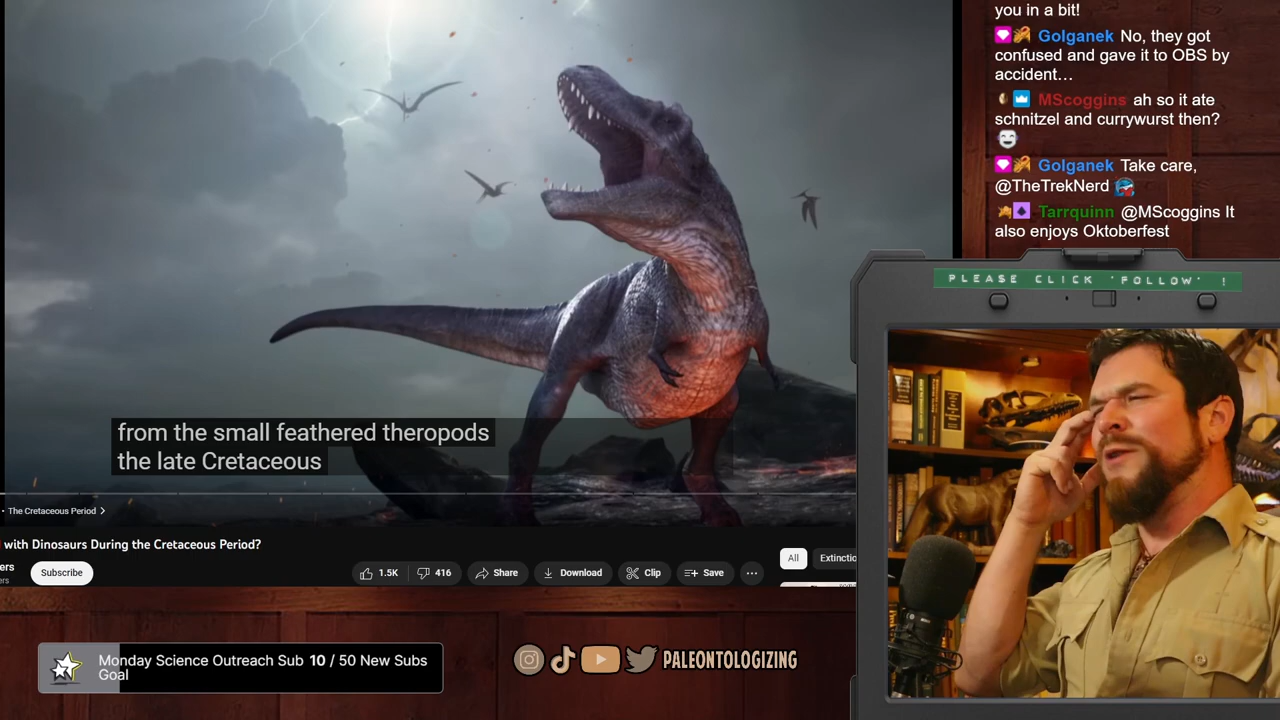 you in a bit!
Golganek No, they got
confused and gave it to OBS by
accident…
MScoggins ah so it ate
schnitzel and currywurst then?
Golganek Take care,
@TheTrekNerd
Tarrquinn @MScoggins It
also enjoys Oktoberfest
PLEASE CLICK 'FOLLOW' !
from the small feathered theropods
the late Cretaceous
• The Cretaceous Period
with Dinosaurs During the Cretaceous Period?
ers
ers
Subscribe
1.5K
416
Share
Download
Clip
Save
All
Extinctio
7
Monday Science Outreach Sub 10 / 50 New Subs
Goal
PALEONTOLOGIZING